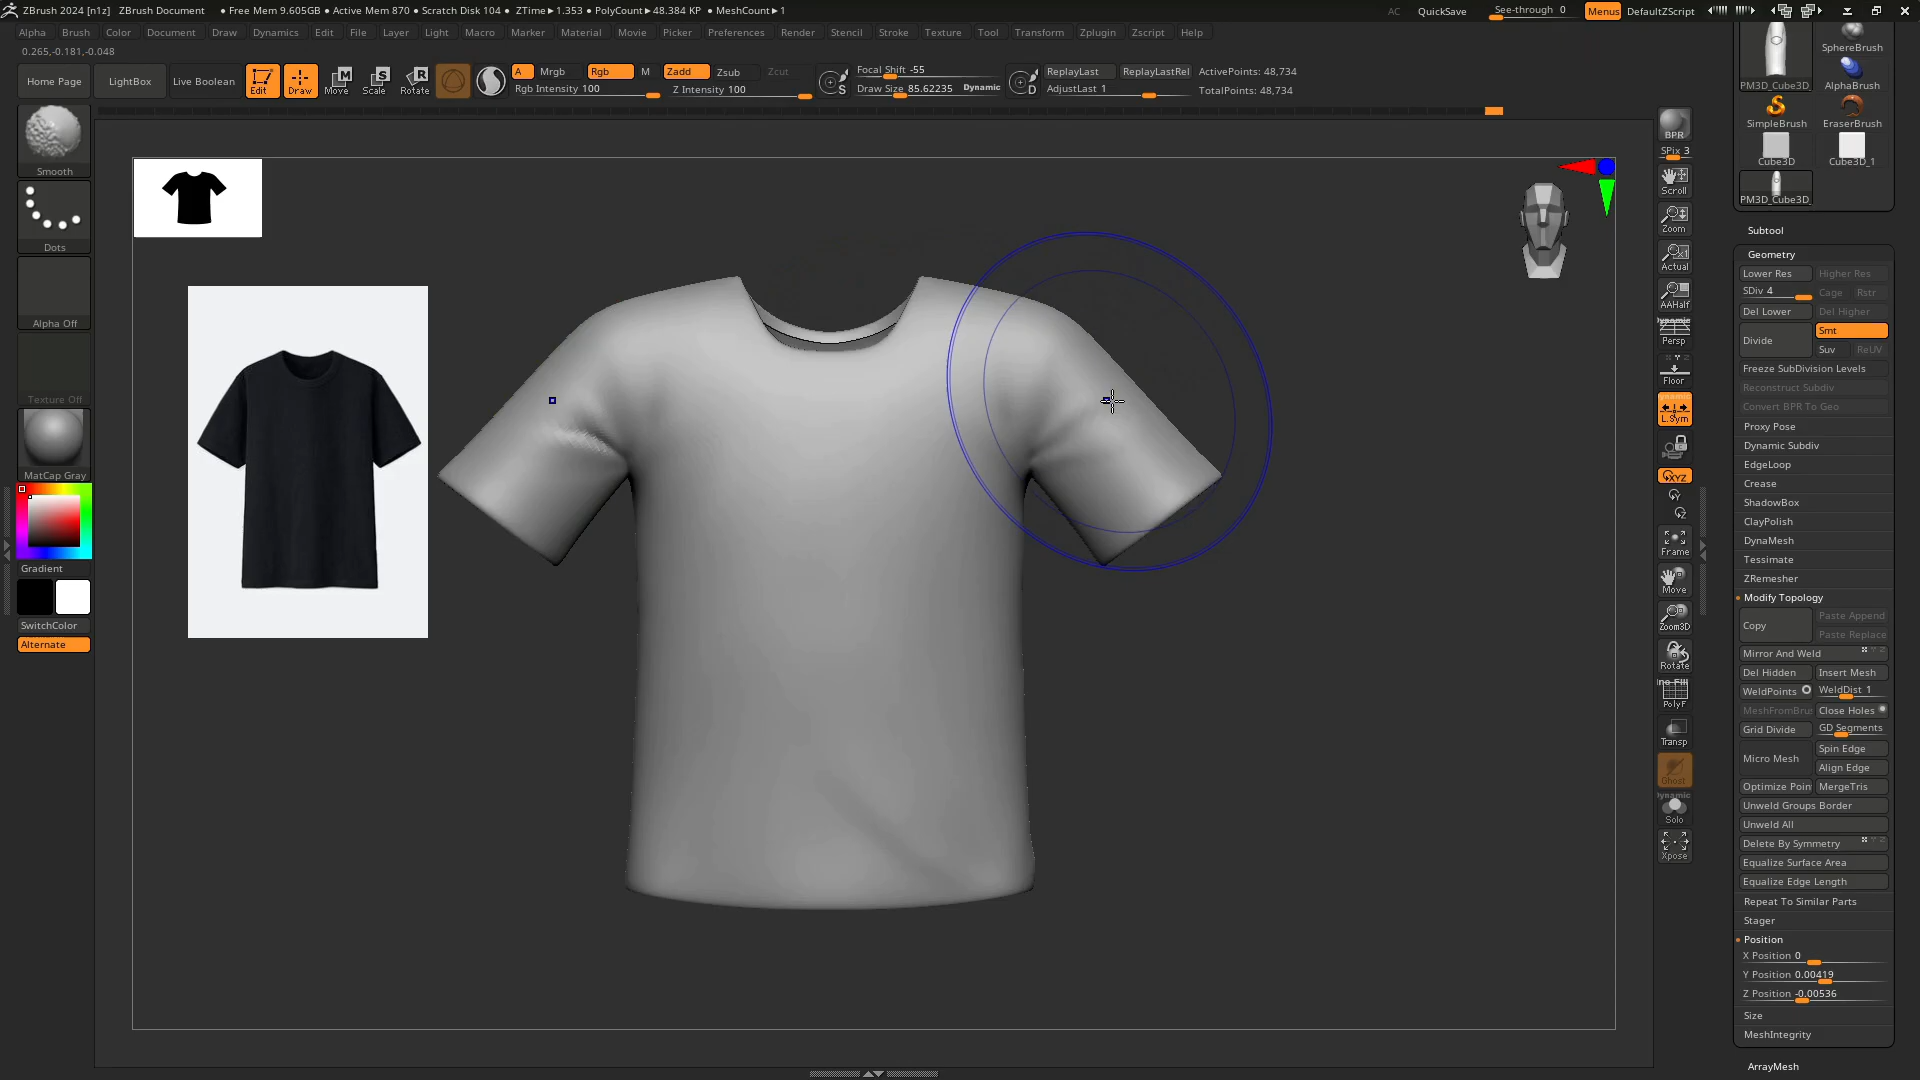 ZBrush 2024 [n1z] ZBrush Document • Free Mem 9.605GB • Active Mem 870 • Scratch Disk 104 • ZTime▶1.353 • PolyCount▶48.384 KP • MeshCount▶1 AC QuickSave See-through 0 Menus DefaultZScript
Alpha Brush Color Document Draw Dynamics Edit File Layer Light Macro Marker Material Movie Picker Preferences Render Stencil Stroke Texture Tool Transform Zplugin Zscript Help
0.265,-0.181,-0.048
Home Page LightBox Live Boolean Edit Draw Move Scale Rotate
A Mrgb Rgb M Zadd Zsub Zcut
Rgb Intensity 100 Z Intensity 100
Focal Shift -55
Draw Size 85.62235 Dynamic
ReplayLast ReplayLastRel ActivePoints: 48,734
AdjustLast 1 TotalPoints: 48,734
Smooth
Dots
Alpha Off
Texture Off
MatCap Gray
Gradient
SwitchColor
Alternate
BPR
SPix 3
Scroll
Zoom
Actual
AAHalf
Dynamic
Persp
Floor
Dynamic
L.Sym
XYZ
Frame
Move
Zoom3D
Rotate
PolyF
Transp
Ghost
Dynamic
Solo
Xpose
SphereBrush
PM3D_Cube3D_ AlphaBrush
SimpleBrush EraserBrush
Cube3D Cube3D_1
PM3D_Cube3D_
Subtool
Geometry
Lower Res Higher Res
SDiv 4 Cage Rstr
Del Lower Del Higher
Divide Smt
Suv ReUV
Freeze SubDivision Levels
Reconstruct Subdiv
Convert BPR To Geo
Proxy Pose
Dynamic Subdiv
EdgeLoop
Crease
ShadowBox
ClayPolish
DynaMesh
Tessimate
ZRemesher
Modify Topology
Copy Paste Append
Paste Replace
Mirror And Weld
Del Hidden Insert Mesh
WeldPoints WeldDist 1
MeshFromBrus Close Holes
Grid Divide GD Segments
Micro Mesh Spin Edge
Align Edge
Optimize Poin MergeTris
Unweld Groups Border
Unweld All
Delete By Symmetry
Equalize Surface Area
Equalize Edge Length
Repeat To Similar Parts
Stager
Position
X Position 0
Y Position 0.00419
Z Position -0.00536
Size
MeshIntegrity
ArrayMesh